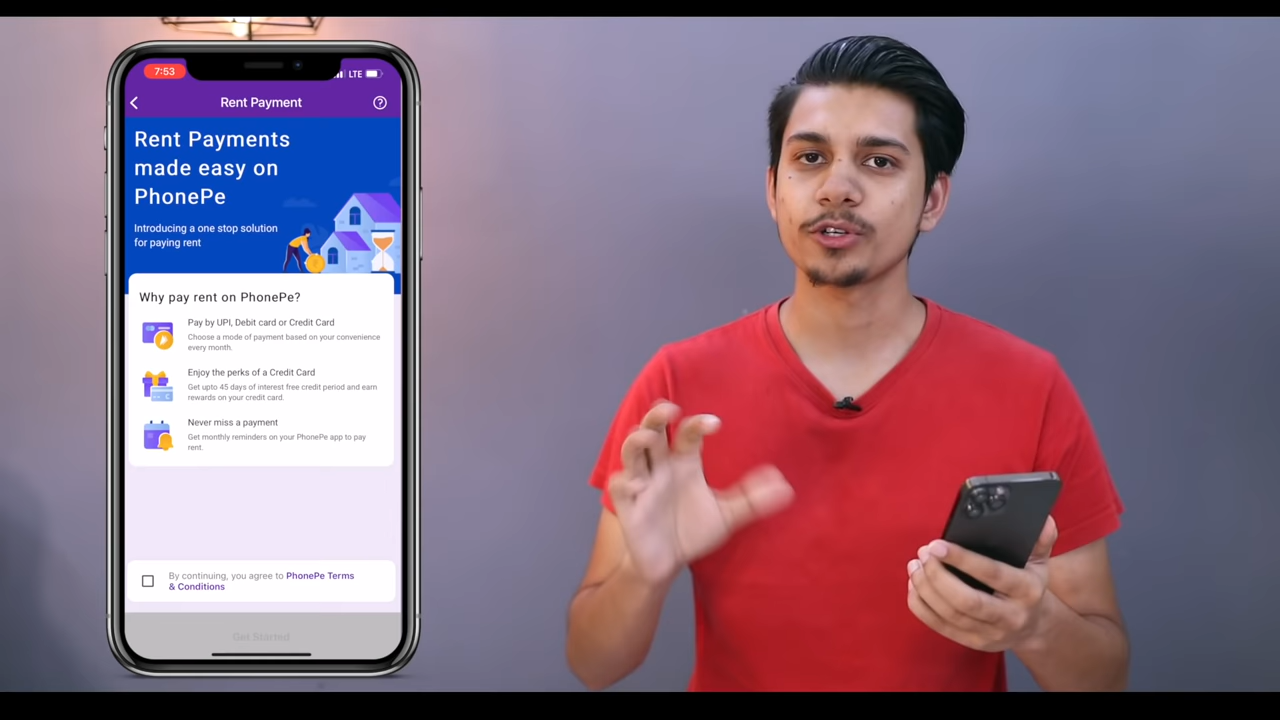 7:53
LTE
Rent Payment
Rent Payments
made easy on
PhonePe
Introducing a one stop solution
for paying rent
Why pay rent on PhonePe?
Pay by UPI, Debit card or Credit Card
Choose a mode of payment based on your convenience
every month.
Enjoy the perks of a Credit Card
Get upto 45 days of interest free credit period and earn
rewards on your credit card.
Never miss a payment
Get monthly reminders on your PhonePe app to pay
rent.
By continuing, you agree to PhonePe Terms
& Conditions
Get Started